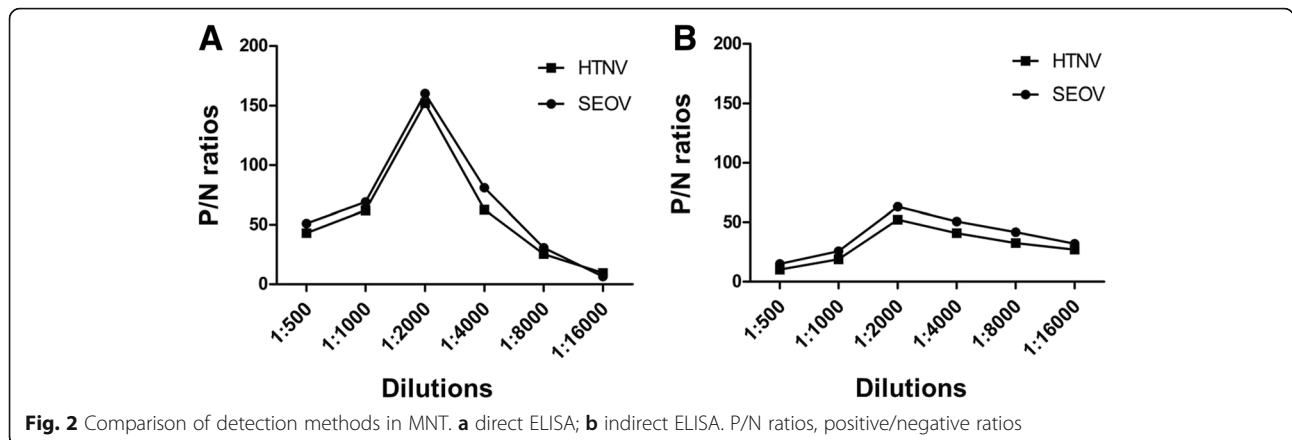 A
200
150
100
50
0
P/N ratios
HTNV
SEOV
1:500
1:1000
1:2000
1:4000
1:8000
1:16000
Dilutions
B
200
150
100
50
0
P/N ratios
HTNV
SEOV
1:500
1:1000
1:2000
1:4000
1:8000
1:16000
Dilutions
Fig. 2 Comparison of detection methods in MNT. a direct ELISA; b indirect ELISA. P/N ratios, positive/negative ratios